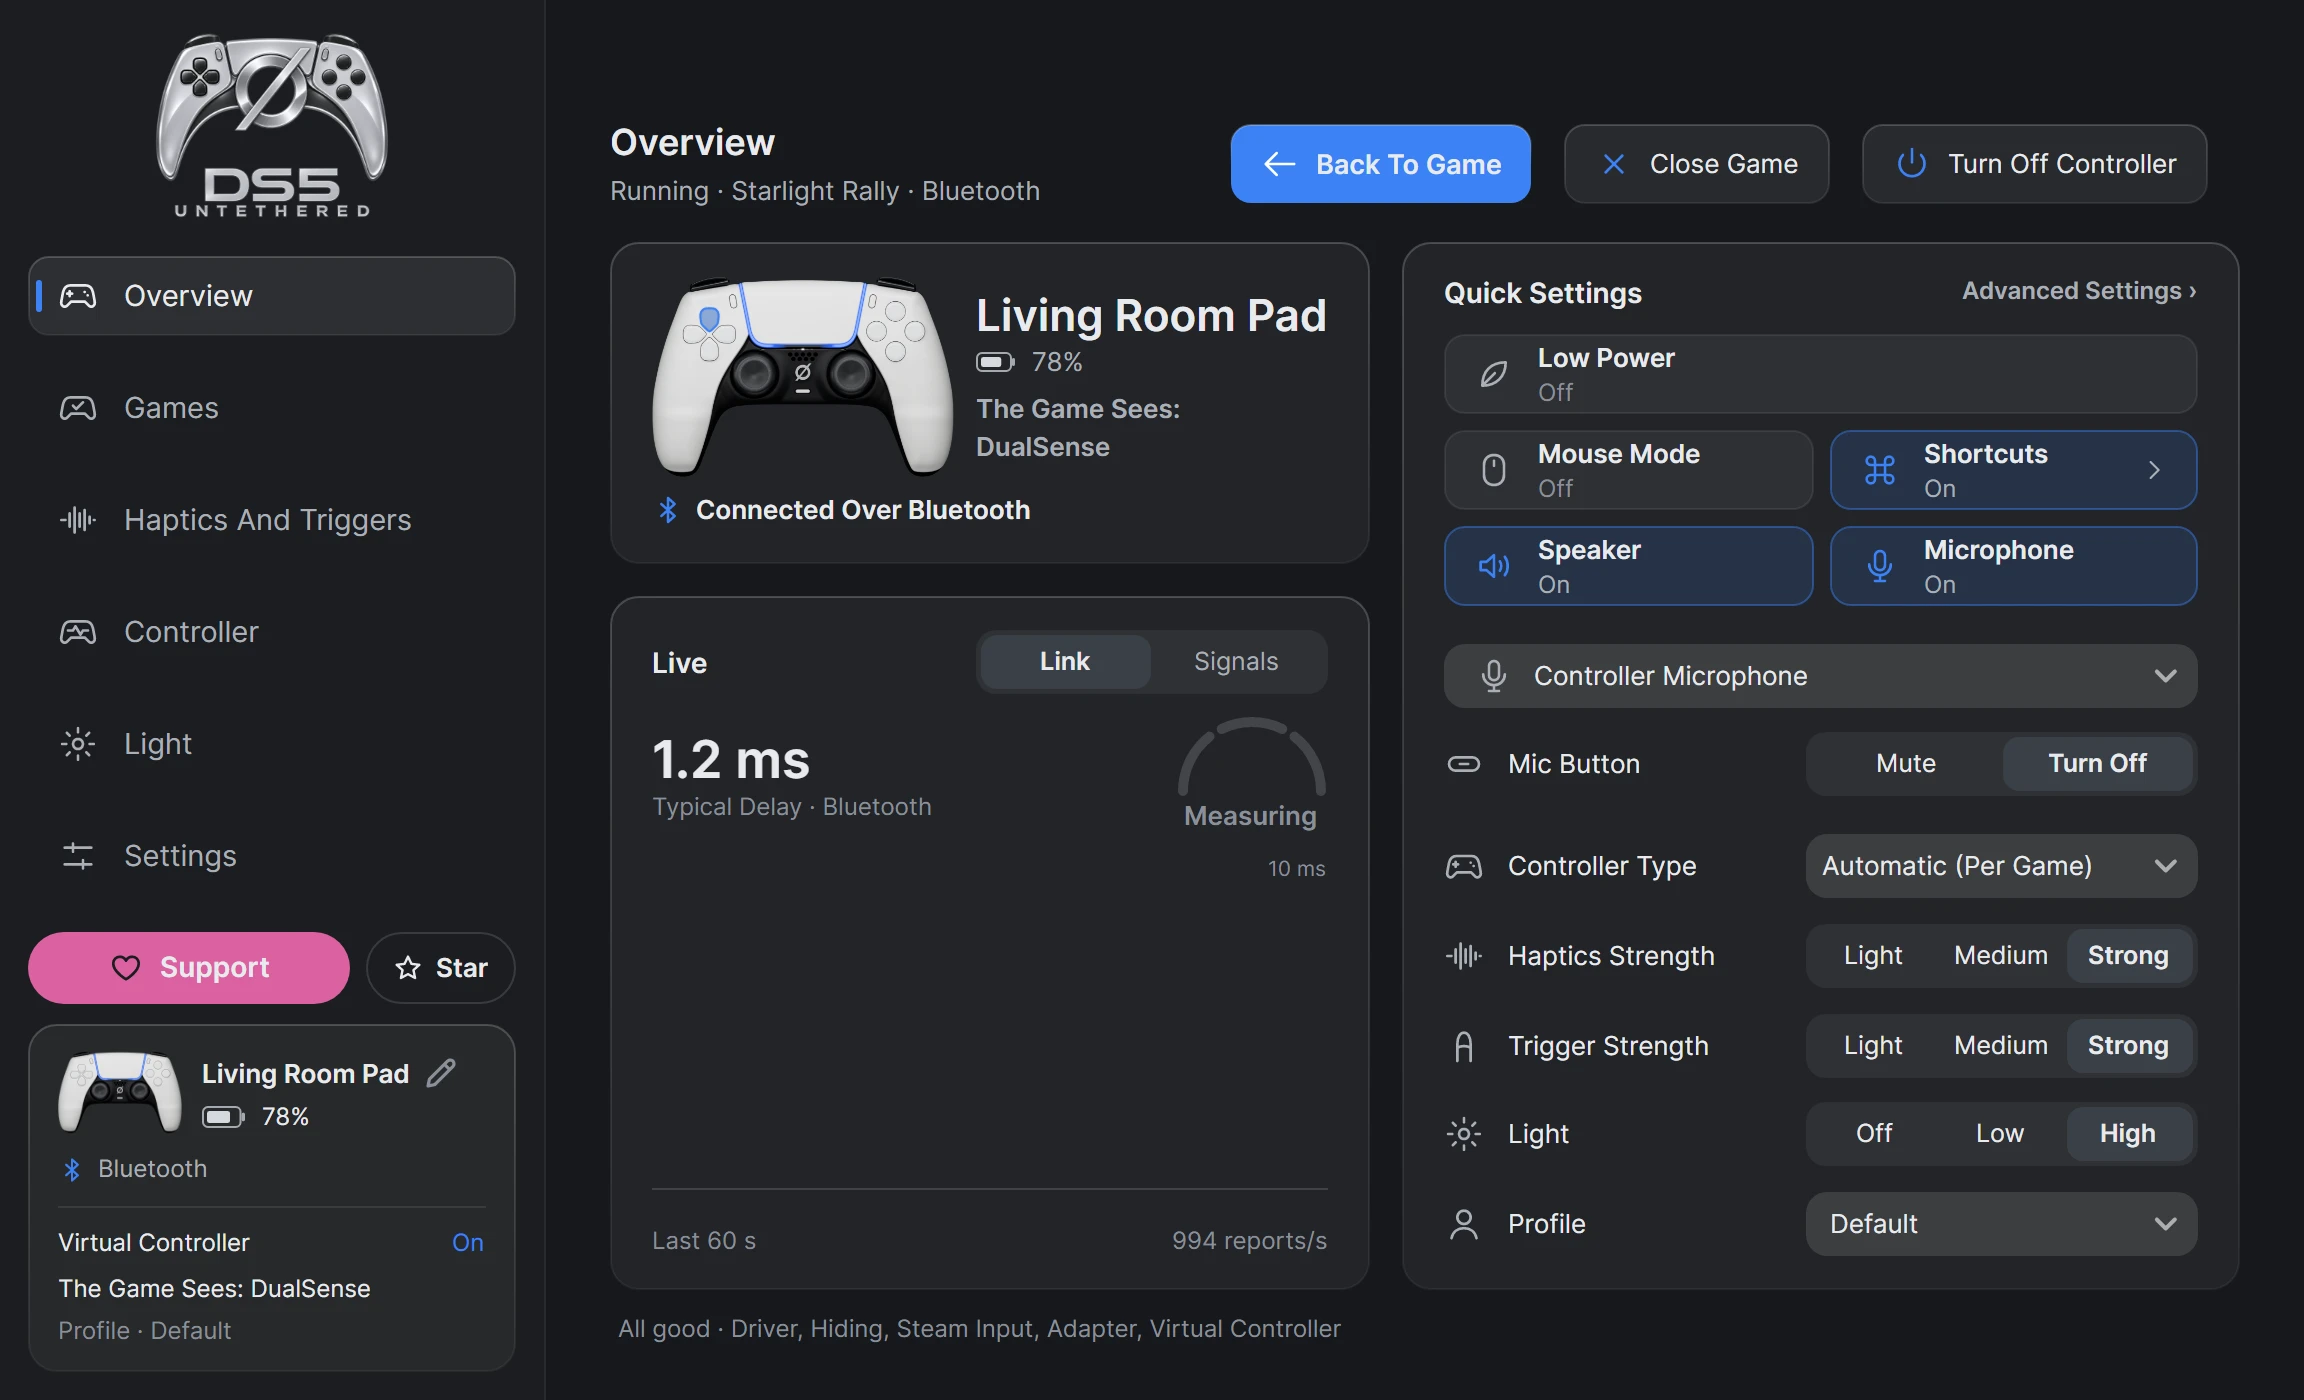 DS5
UNTETHERED
Overview
Games
Haptics And Triggers
Controller
Light
Settings
Support
Star
Living Room Pad
78%
Bluetooth
Virtual Controller On
The Game Sees: DualSense
Profile · Default
Overview
Running · Starlight Rally · Bluetooth
Back To Game
Close Game
Turn Off Controller
Living Room Pad
78%
The Game Sees:
DualSense
Connected Over Bluetooth
Live
Link
Signals
1.2 ms
Typical Delay · Bluetooth
Measuring
10 ms
Last 60 s
994 reports/s
Quick Settings
Advanced Settings ›
Low Power
Off
Mouse Mode
Off
Shortcuts
On
Speaker
On
Microphone
On
Controller Microphone
Mic Button Mute Turn Off
Controller Type Automatic (Per Game)
Haptics Strength Light Medium Strong
Trigger Strength Light Medium Strong
Light Off Low High
Profile Default
All good · Driver, Hiding, Steam Input, Adapter, Virtual Controller